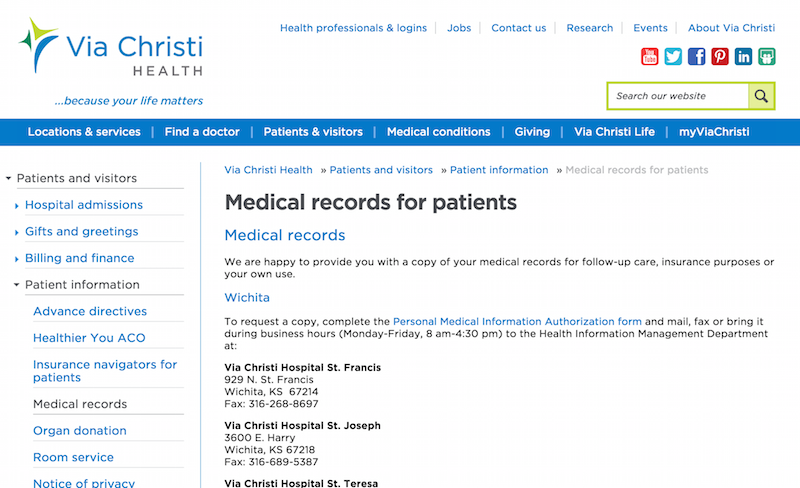 Via Christi
HEALTH
...because your life matters
Health professionals & logins
Jobs
Contact us
Research
Events
About Via Christi
You
Tube
Search our website
Locations & services
Find a doctor
Patients & visitors
Medical conditions
Giving
Via Christi Life
myViaChristi
Patients and visitors
Hospital admissions
Gifts and greetings
Billing and finance
Patient information
Advance directives
Healthier You ACO
Insurance navigators for
patients
Medical records
Organ donation
Room service
Notice of privacy
Via Christi Health » Patients and visitors » Patient information » Medical records for patients
Medical records for patients
Medical records
We are happy to provide you with a copy of your medical records for follow-up care, insurance purposes or
your own use.
Wichita
To request a copy, complete the Personal Medical Information Authorization form and mail, fax or bring it
during business hours (Monday-Friday, 8 am-4:30 pm) to the Health Information Management Department
at:
Via Christi Hospital St. Francis
929 N. St. Francis
Wichita, KS 67214
Fax: 316-268-8697
Via Christi Hospital St. Joseph
3600 E. Harry
Wichita, KS 67218
Fax: 316-689-5387
Via Christi Hospital St. Teresa